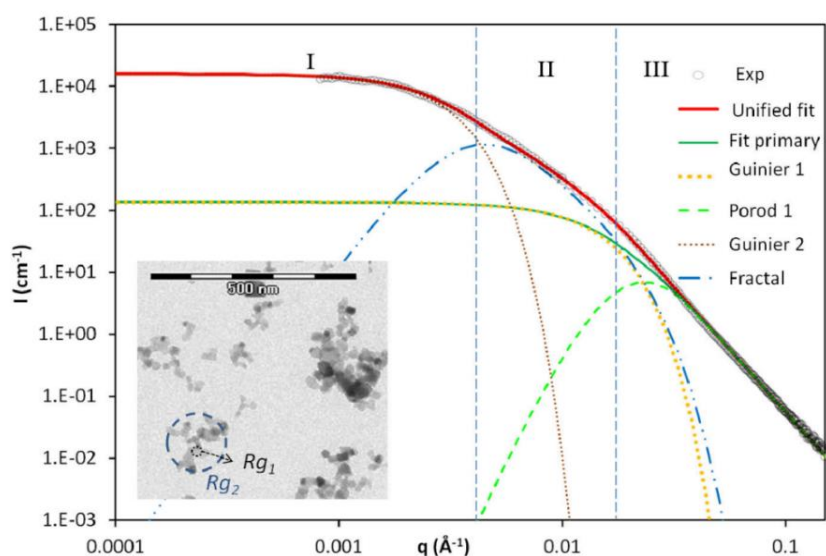 1.E+05
1.E+04
1.E+03
1.E+02
1.E+01
1.E+00
1.E-01
1.E-02
1.E-03
I (cm⁻¹)
I
II
III
Exp
Unified fit
Fit primary
Guinier 1
Porod 1
Guinier 2
Fractal
500 nm
Rg₁
Rg₂
0.0001
0.001
0.01
0.1
q (Å⁻¹)